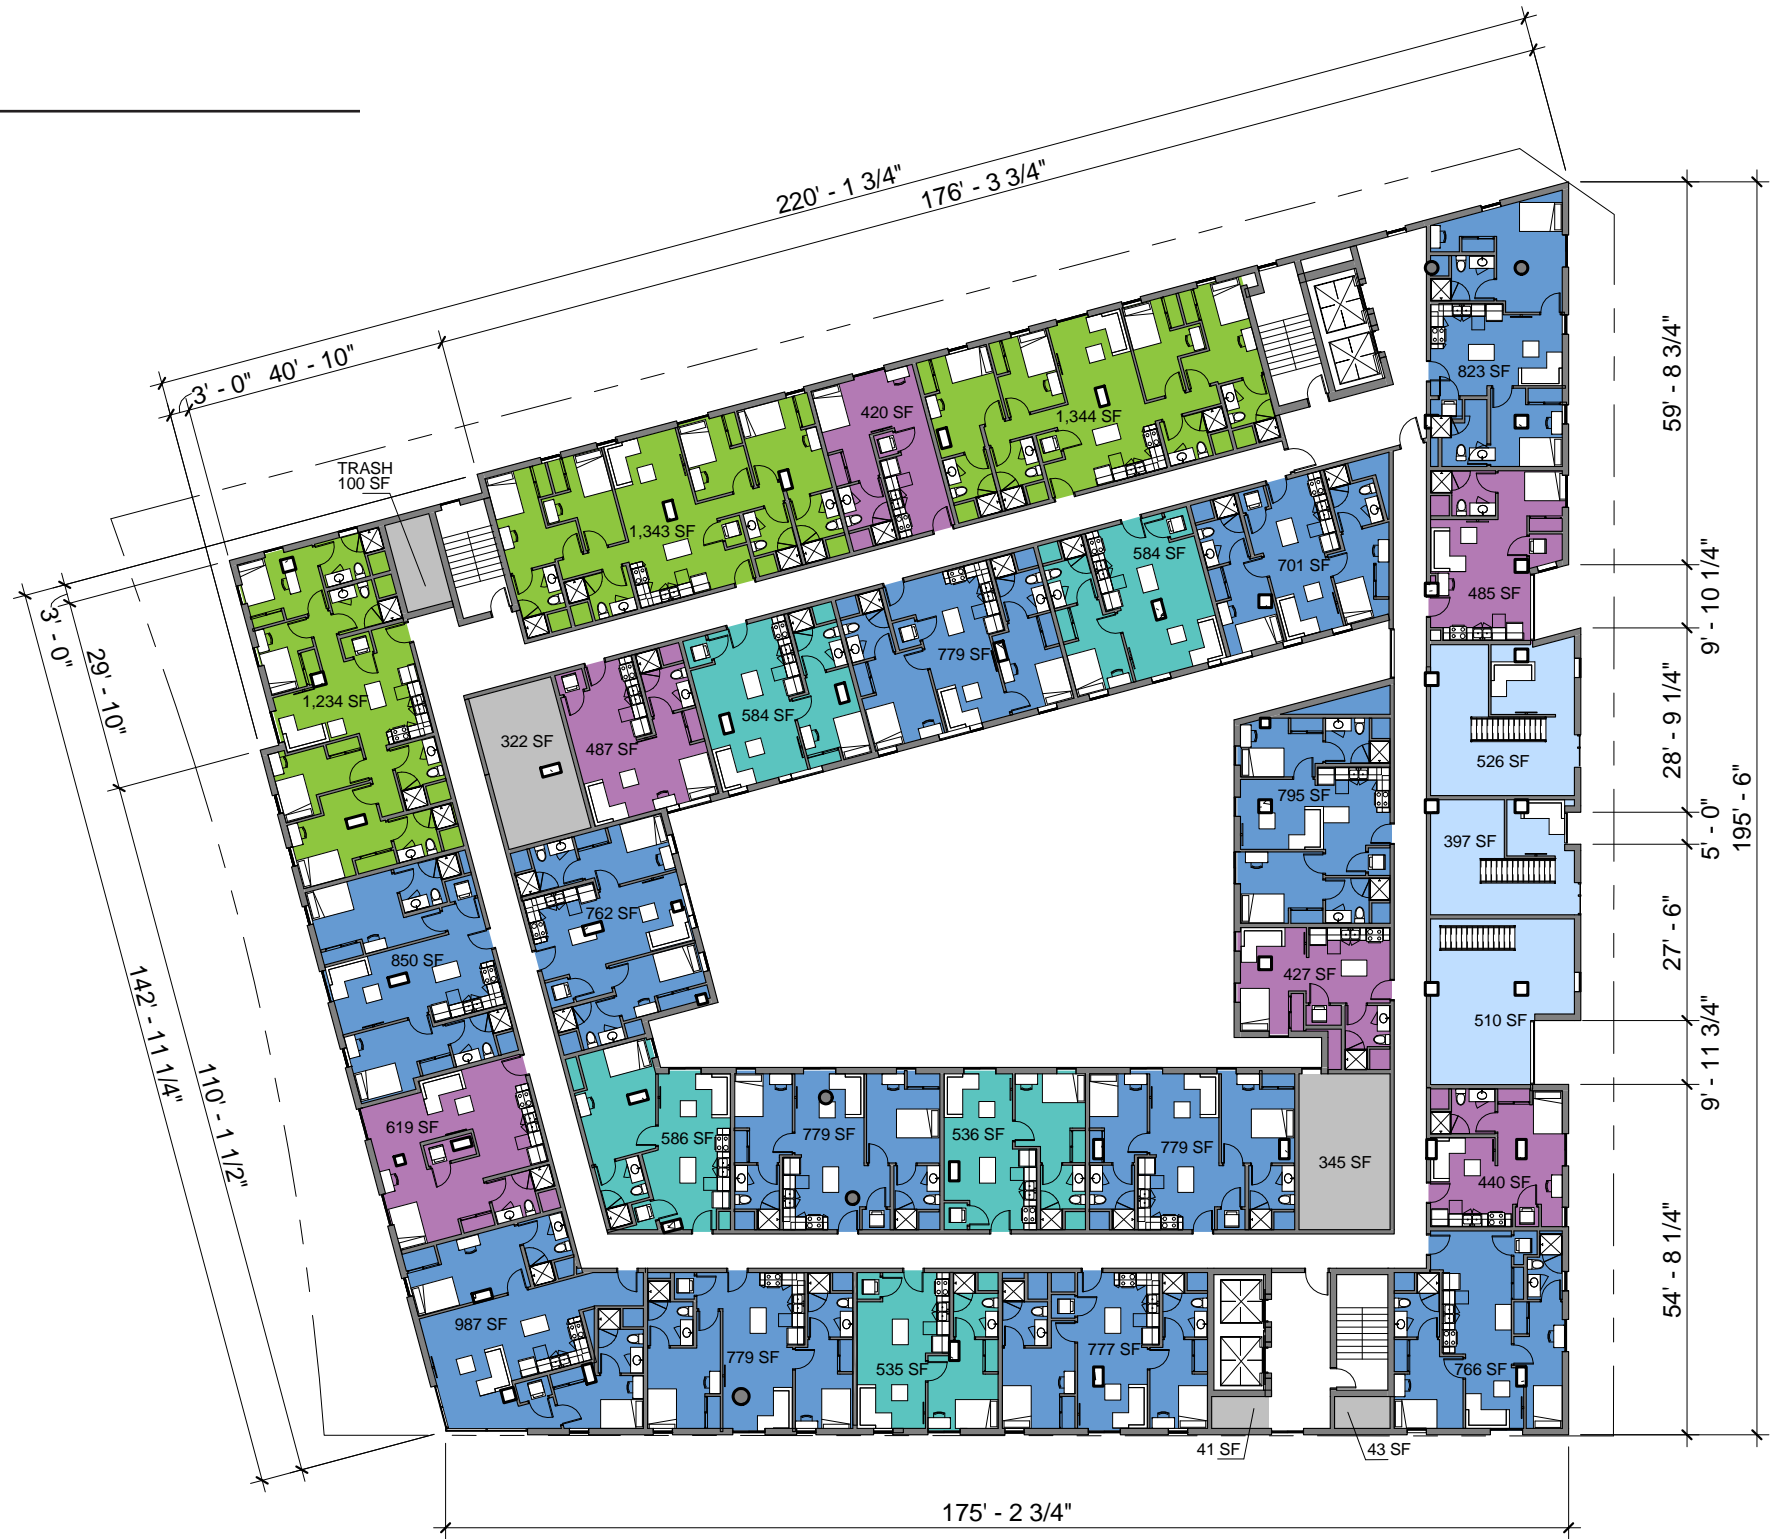 220' - 1 3/4"
176' - 3 3/4"
3' - 0"
40' - 10"
TRASH
100 SF
420 SF
1,344 SF
823 SF
59' - 8 3/4"
1,343 SF
584 SF
701 SF
485 SF
9' - 10 1/4"
3' - 0"
29' - 10"
1,234 SF
322 SF
487 SF
584 SF
779 SF
526 SF
28' - 9 1/4"
795 SF
397 SF
5' - 0"
195' - 6"
762 SF
850 SF
427 SF
510 SF
27' - 6"
142' - 11 1/4"
110' - 1 1/2"
619 SF
586 SF
779 SF
536 SF
779 SF
345 SF
440 SF
9' - 11 3/4"
987 SF
779 SF
535 SF
777 SF
766 SF
54' - 8 1/4"
41 SF
43 SF
175' - 2 3/4"